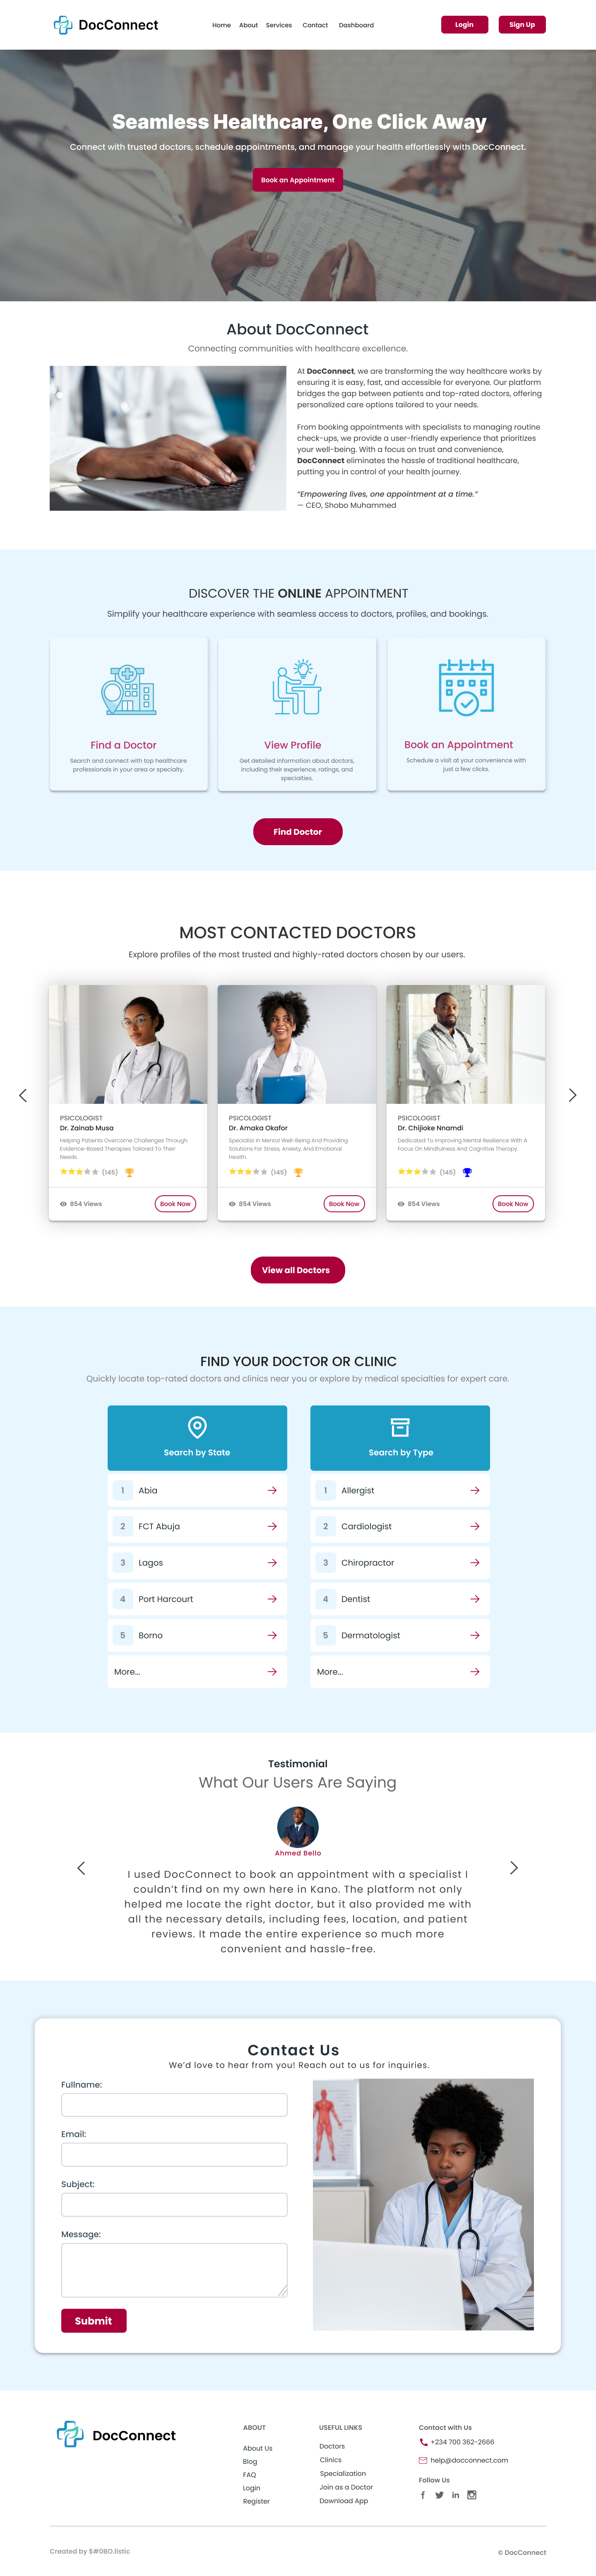 DocConnect
Home About Services Contact Dashboard
Login
Sign Up
Seamless Healthcare, One Click Away
Connect with trusted doctors, schedule appointments, and manage your health effortlessly with DocConnect.
Book an Appointment
About DocConnect
Connecting communities with healthcare excellence.
At DocConnect, we are transforming the way healthcare works by
ensuring it is easy, fast, and accessible for everyone. Our platform
bridges the gap between patients and top-rated doctors, offering
personalized care options tailored to your needs.
From booking appointments with specialists to managing routine
check-ups, we provide a user-friendly experience that prioritizes
your well-being. With a focus on trust and convenience,
DocConnect eliminates the hassle of traditional healthcare,
putting you in control of your health journey.
“Empowering lives, one appointment at a time.”
— CEO, Shobo Muhammed
DISCOVER THE ONLINE APPOINTMENT
Simplify your healthcare experience with seamless access to doctors, profiles, and bookings.
Find a Doctor
Search and connect with top healthcare
professionals in your area or specialty.
View Profile
Get detailed information about doctors,
including their experience, ratings, and
specialties.
Book an Appointment
Schedule a visit at your convenience with
just a few clicks.
Find Doctor
MOST CONTACTED DOCTORS
Explore profiles of the most trusted and highly-rated doctors chosen by our users.
PSICOLOGIST
Dr. Zainab Musa
Helping Patients Overcome Challenges Through
Evidence-Based Therapies Tailored To Their
Needs.
(145)
854 Views
Book Now
PSICOLOGIST
Dr. Amaka Okafor
Specialist In Mental Well-Being And Providing
Solutions For Stress, Anxiety, And Emotional
Health.
(145)
854 Views
Book Now
PSICOLOGIST
Dr. Chijioke Nnamdi
Dedicated To Improving Mental Resilience With A
Focus On Mindfulness And Cognitive Therapy.
(145)
854 Views
Book Now
View all Doctors
FIND YOUR DOCTOR OR CLINIC
Quickly locate top-rated doctors and clinics near you or explore by medical specialties for expert care.
Search by State
1 Abia
2 FCT Abuja
3 Lagos
4 Port Harcourt
5 Borno
More...
Search by Type
1 Allergist
2 Cardiologist
3 Chiropractor
4 Dentist
5 Dermatologist
More...
Testimonial
What Our Users Are Saying
Ahmed Bello
I used DocConnect to book an appointment with a specialist I
couldn’t find on my own here in Kano. The platform not only
helped me locate the right doctor, but it also provided me with
all the necessary details, including fees, location, and patient
reviews. It made the entire experience so much more
convenient and hassle-free.
Contact Us
We’d love to hear from you! Reach out to us for inquiries.
Fullname:
Email:
Subject:
Message:
Submit
DocConnect
ABOUT
About Us
Blog
FAQ
Login
Register
USEFUL LINKS
Doctors
Clinics
Specialization
Join as a Doctor
Download App
Contact with Us
+234 700 362-2666
help@docconnect.com
Follow Us
Created by S#0BO.listic
© DocConnect